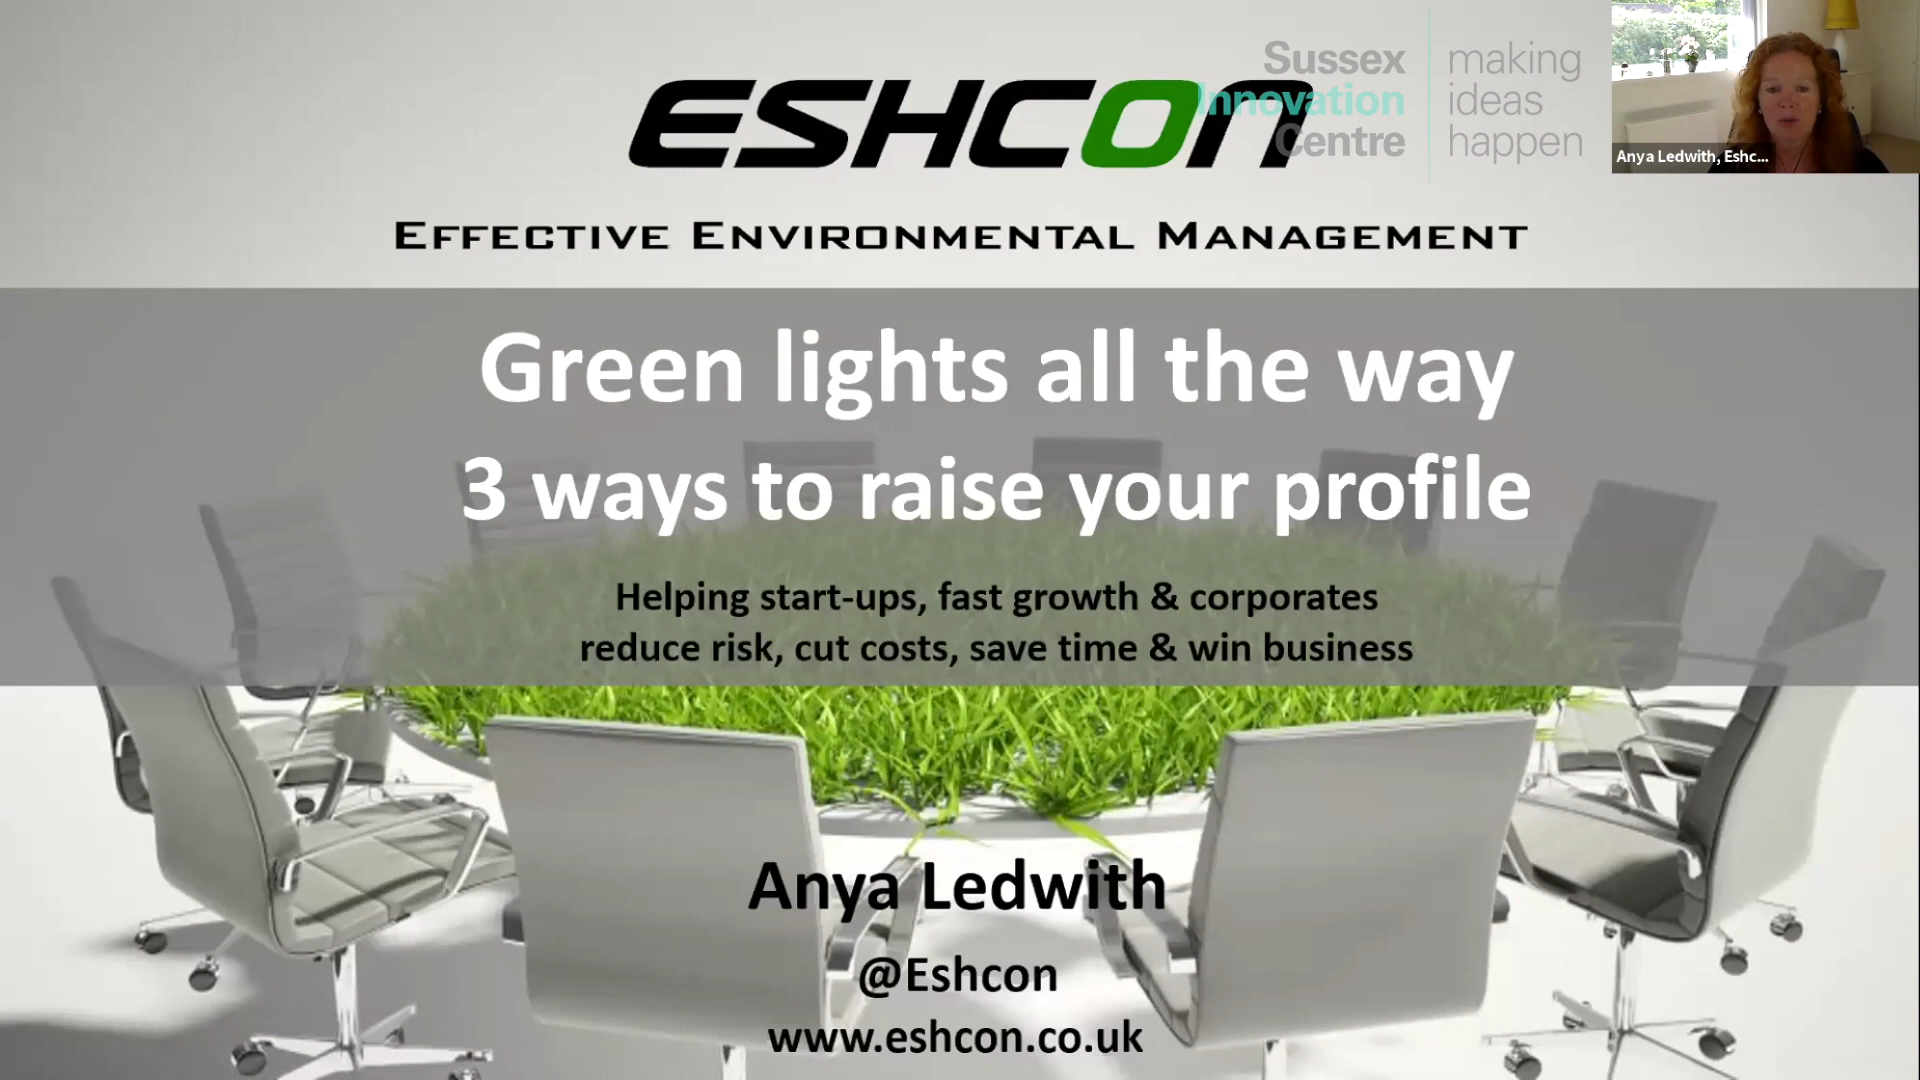 ESHCON
Sussex
Innovation
Centre
making
ideas
happen
Anya Ledwith, Eshc...
EFFECTIVE ENVIRONMENTAL MANAGEMENT
Green lights all the way
3 ways to raise your profile
Helping start-ups, fast growth & corporates
reduce risk, cut costs, save time & win business
Anya Ledwith
@Eshcon
www.eshcon.co.uk